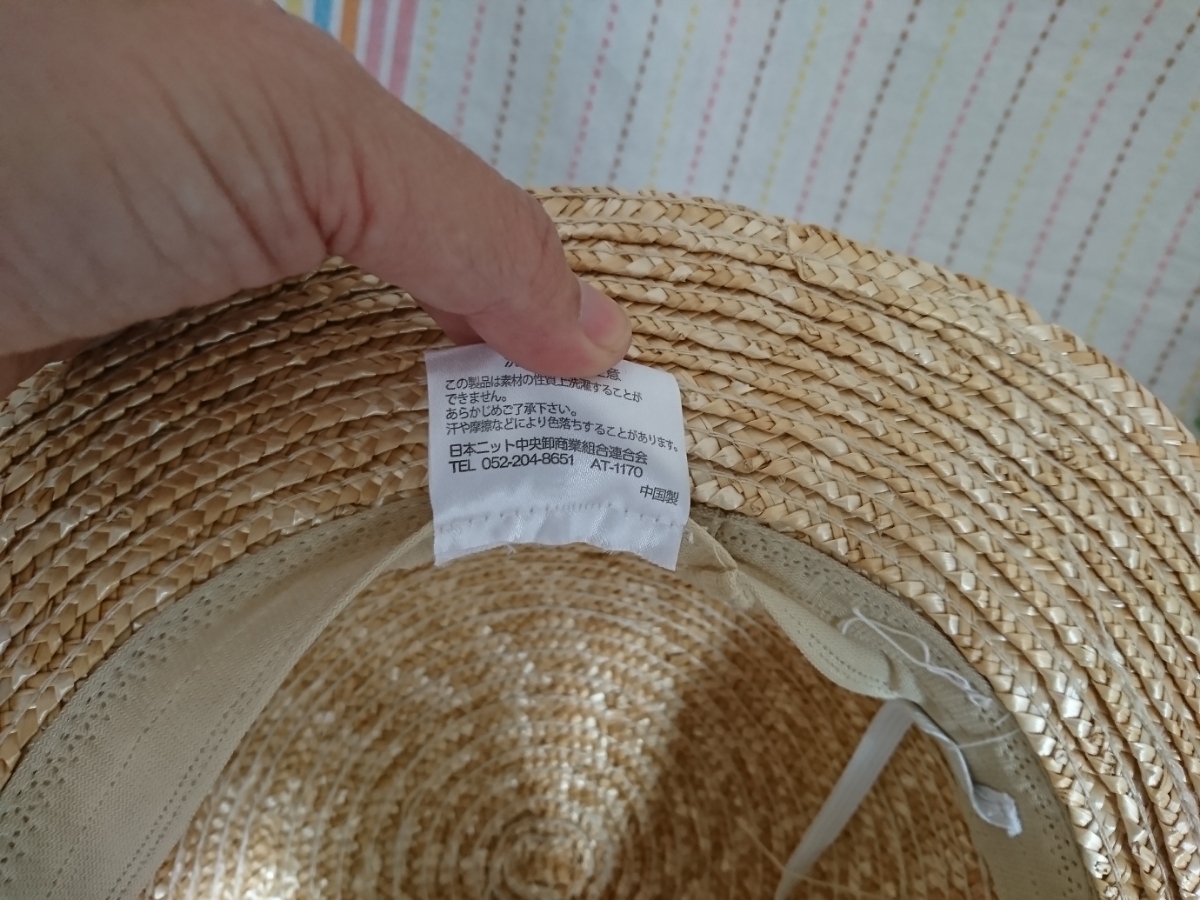 この製品は素材の性質上洗濯することが
できません。
あらかじめご了承下さい。
汗や摩擦などにより色落ちすることがあります。
日本ニット中央卸商業組合連合会
TEL 052-204-8651 AT-1170
中国製